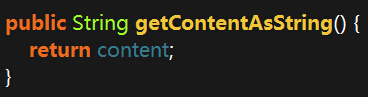 public String getContentAsString() {
    return content;
}